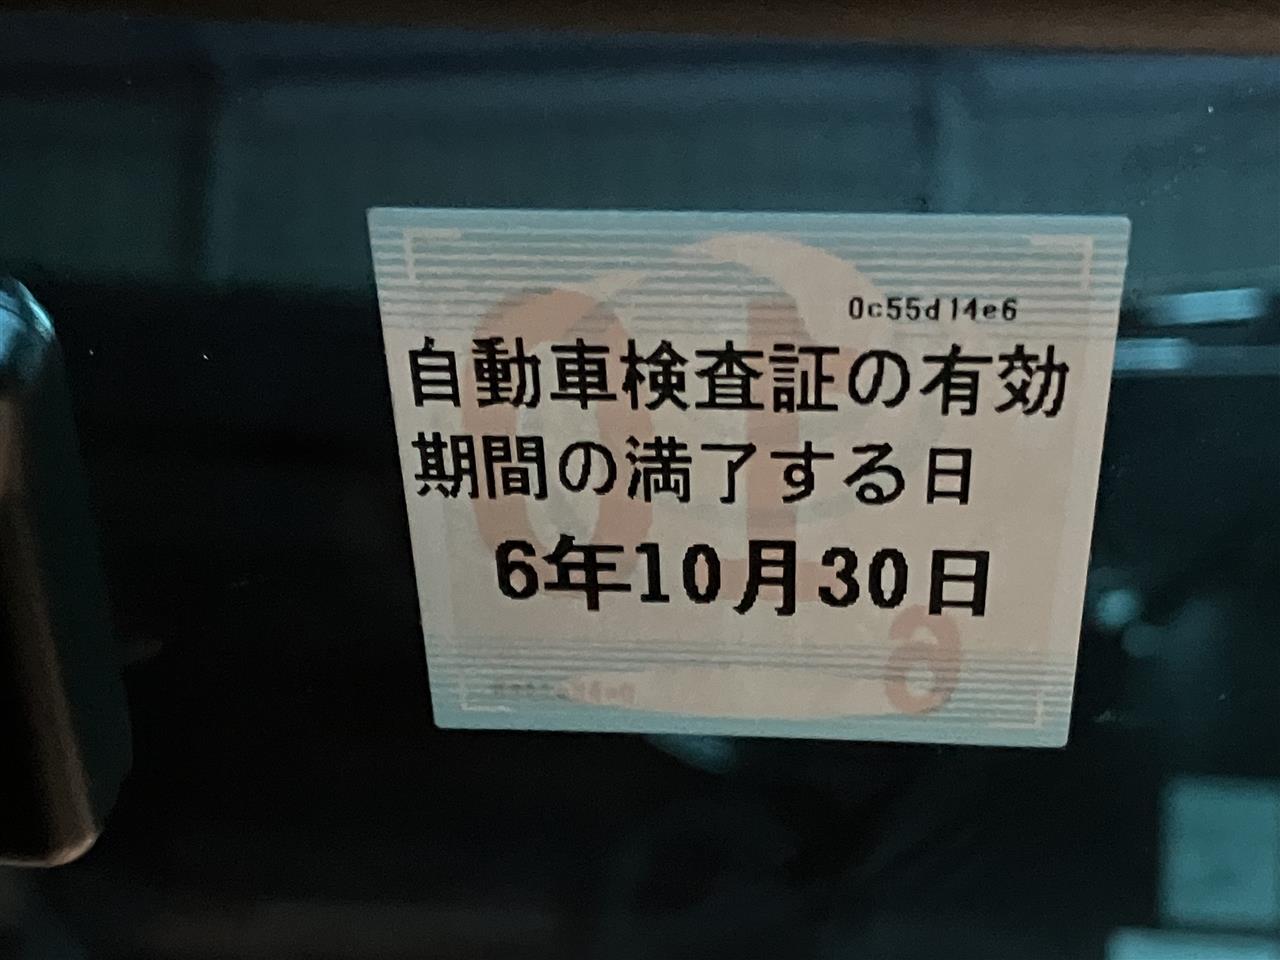 0c55d14e6
自動車検査証の有効
期間の満了する日
6年10月30日